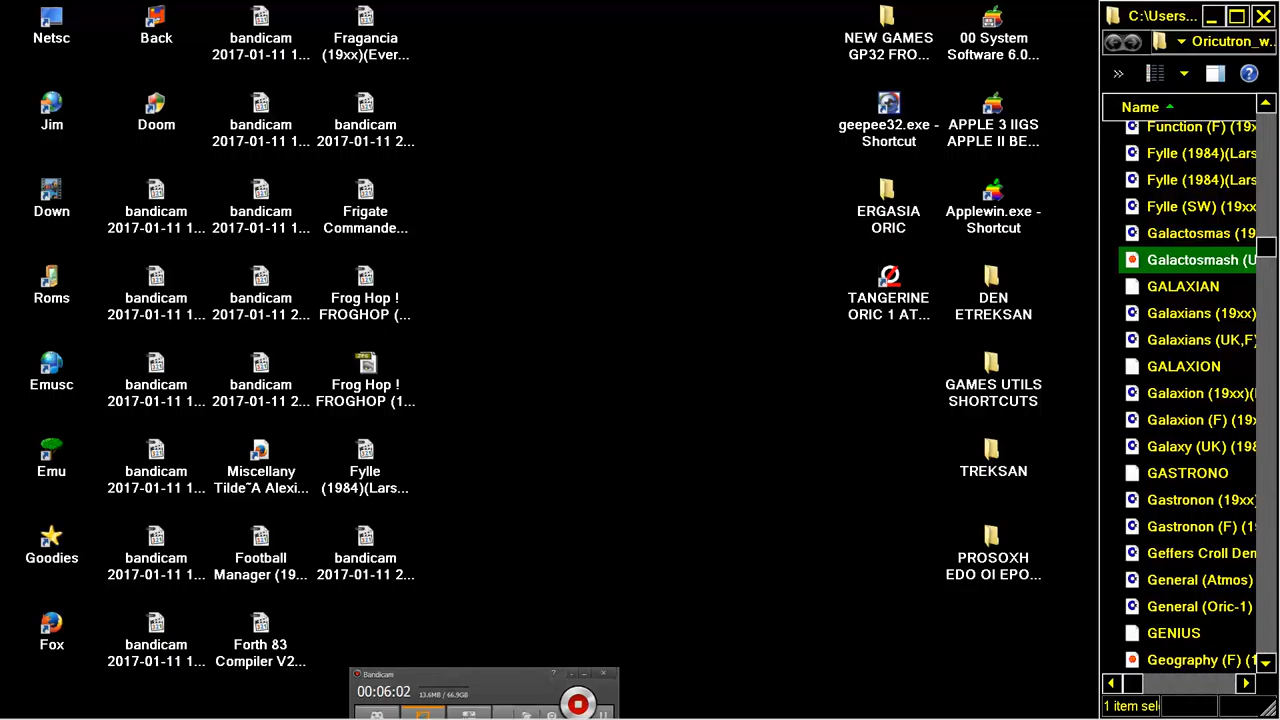 Netsc
Back
bandicam
2017-01-11 1...
Fragancia
(19xx)(Ever...
NEW GAMES
GP32 FRO...
00 System
Software 6.0...
Jim
Doom
bandicam
2017-01-11 1...
bandicam
2017-01-11 2...
geepee32.exe -
Shortcut
APPLE 3 IIGS
APPLE II BE...
Down
bandicam
2017-01-11 1...
bandicam
2017-01-11 1...
Frigate
Commande...
ERGASIA
ORIC
Applewin.exe -
Shortcut
Roms
bandicam
2017-01-11 1...
bandicam
2017-01-11 2...
Frog Hop !
FROGHOP (...
TANGERINE
ORIC 1 AT...
DEN
ETREKSAN
Emusc
bandicam
2017-01-11 1...
bandicam
2017-01-11 2...
Frog Hop !
FROGHOP (1...
GAMES UTILS
SHORTCUTS
Emu
bandicam
2017-01-11 1...
Miscellany
Tilde~A Alexi...
Fylle
(1984)(Lars...
TREKSAN
Goodies
bandicam
2017-01-11 1...
Football
Manager (19...
bandicam
2017-01-11 2...
PROSOXH
EDO OI EPO...
Fox
bandicam
2017-01-11 1...
Forth 83
Compiler V2...
Bandicam
00:06:02
13.6MB / 66.9GB
C:\Users...
Oricutron_w...
Name
Function (F) (19x
Fylle (1984)(Lars
Fylle (1984)(Lars
Fylle (SW) (19xx
Galactosmas (19
Galactosmash (U
GALAXIAN
Galaxians (19xx)
Galaxians (UK,F)
GALAXION
Galaxion (19xx)(
Galaxion (F) (19x
Galaxy (UK) (198
GASTRONO
Gastronon (19xx
Gastronon (F) (1
Geffers Croll Dem
General (Atmos)
General (Oric-1)
GENIUS
Geography (F) (1
1 item sel